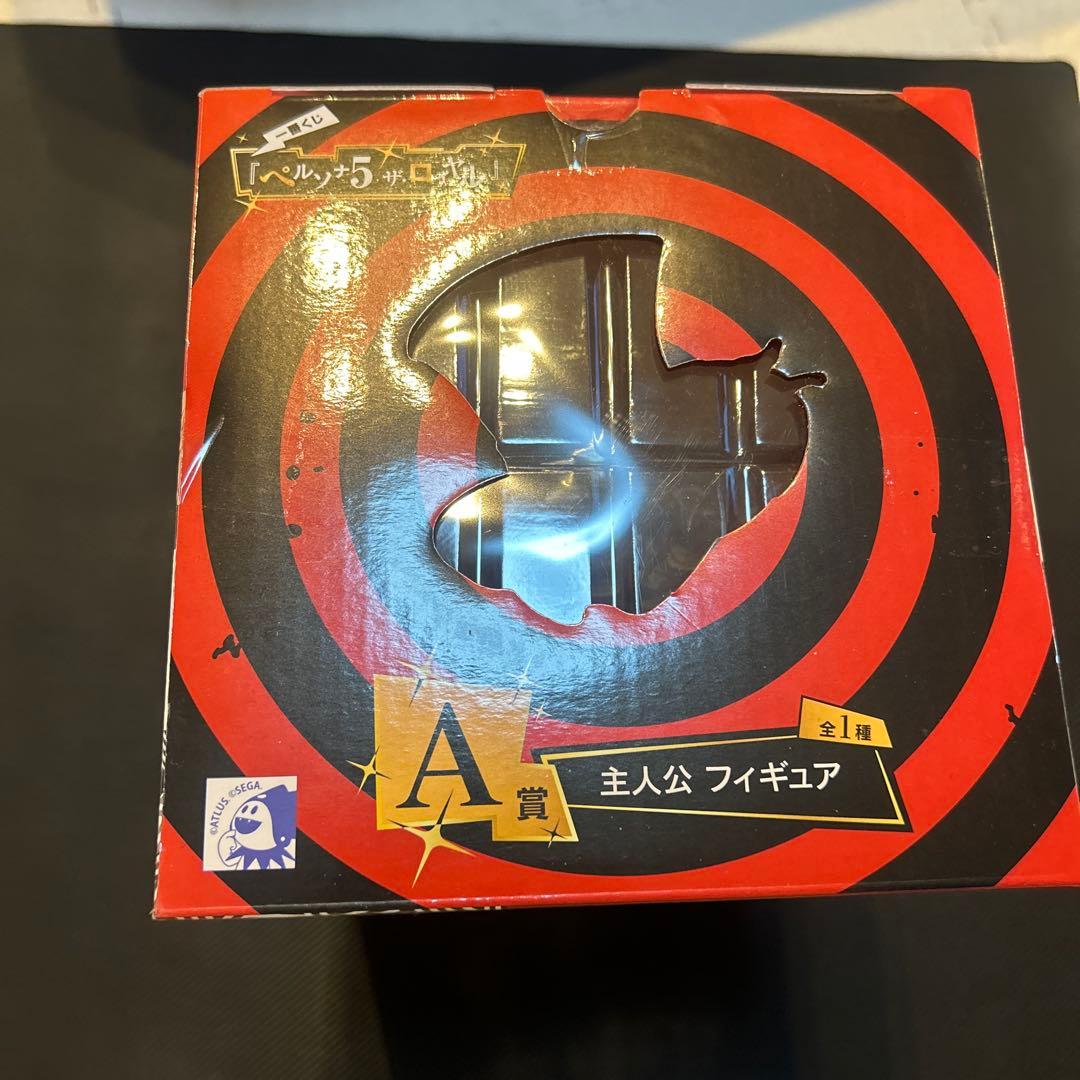 一番くじ
『ペルソナ5 ザ・ロイヤル』
A賞
全1種
主人公 フィギュア
©ATLUS. ©SEGA.